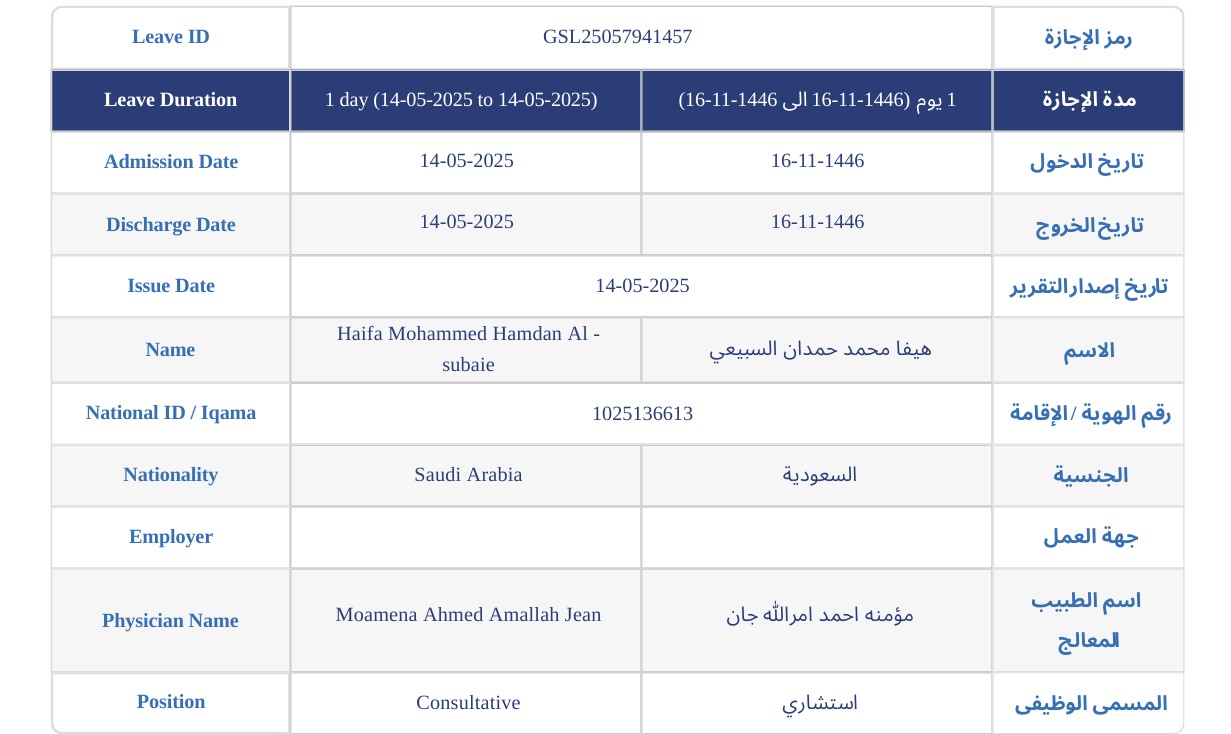 Leave ID
GSL25057941457
رمز الإجازة
Leave Duration
1 day (14-05-2025 to 14-05-2025)
1 يوم (16-11-1446 الى 16-11-1446)
مدة الإجازة
Admission Date
14-05-2025
16-11-1446
تاريخ الدخول
Discharge Date
14-05-2025
16-11-1446
تاريخ الخروج
Issue Date
14-05-2025
تاريخ إصدار التقرير
Name
Haifa Mohammed Hamdan Al -
subaie
هيفا محمد حمدان السبيعي
الاسم
National ID / Iqama
1025136613
رقم الهوية / الإقامة
Nationality
Saudi Arabia
السعودية
الجنسية
Employer
جهة العمل
Physician Name
Moamena Ahmed Amallah Jean
مؤمنه احمد امرالله جان
اسم الطبيب
المعالج
Position
Consultative
استشاري
المسمى الوظيفى